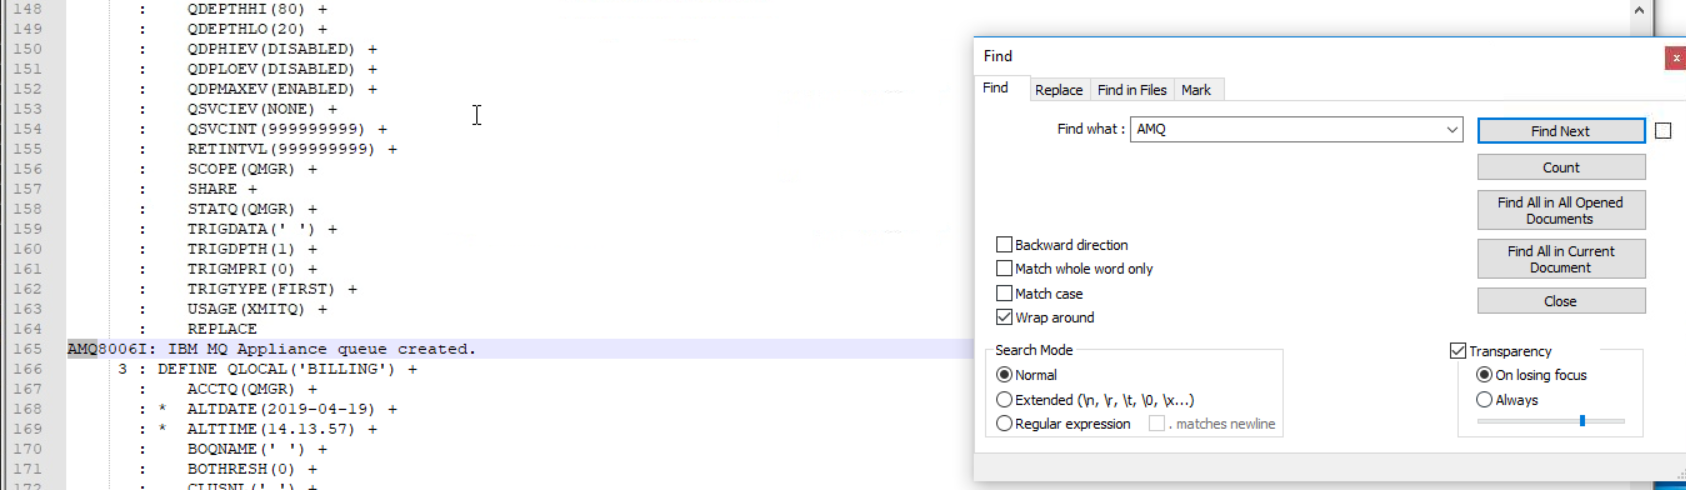 148 : QDEPTHHI(80) +
149 : QDEPTHLO(20) +
150 : QDPHIEV(DISABLED) +
151 : QDPLOEV(DISABLED) +
152 : QDPMAXEV(ENABLED) +
153 : QSVCIEV(NONE) +
154 : QSVCINT(999999999) +
155 : RETINTVL(999999999) +
156 : SCOPE(QMGR) +
157 : SHARE +
158 : STATQ(QMGR) +
159 : TRIGDATA(' ') +
160 : TRIGDPTH(1) +
161 : TRIGMPRI(0) +
162 : TRIGTYPE(FIRST) +
163 : USAGE(XMITQ) +
164 : REPLACE
165 AMQ8006I: IBM MQ Appliance queue created.
166 3 : DEFINE QLOCAL('BILLING') +
167 : ACCTQ(QMGR) +
168 : * ALTDATE(2019-04-19) +
169 : * ALTTIME(14.13.57) +
170 : BOQNAME(' ') +
171 : BOTHRESH(0) +
172 : CLUSNL(' ') +
Find
x
Find Replace Find in Files Mark
Find what : AMQ
Find Next
Count
Find All in All Opened
Documents
Find All in Current
Document
Close
Backward direction
Match whole word only
Match case
Wrap around
Search Mode
Normal
Extended (\n, \r, \t, \0, \x...)
Regular expression . matches newline
Transparency
On losing focus
Always